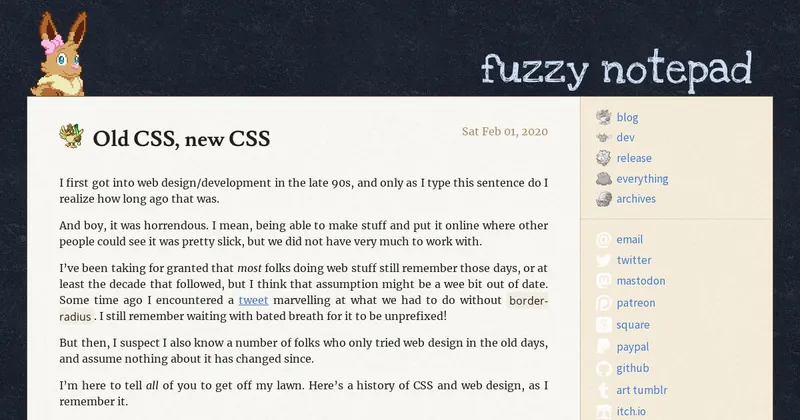 fuzzy notepad
Old CSS, new CSS
Sat Feb 01, 2020
I first got into web design/development in the late 90s, and only as I type this sentence do I
realize how long ago that was.
And boy, it was horrendous. I mean, being able to make stuff and put it online where other
people could see it was pretty slick, but we did not have very much to work with.
I’ve been taking for granted that most folks doing web stuff still remember those days, or at
least the decade that followed, but I think that assumption might be a wee bit out of date.
Some time ago I encountered a tweet marvelling at what we had to do without border-
radius. I still remember waiting with bated breath for it to be unprefixed!
But then, I suspect I also know a number of folks who only tried web design in the old days,
and assume nothing about it has changed since.
I’m here to tell all of you to get off my lawn. Here’s a history of CSS and web design, as I
remember it.
blog
dev
release
everything
archives
email
twitter
mastodon
patreon
square
paypal
github
art tumblr
itch.io